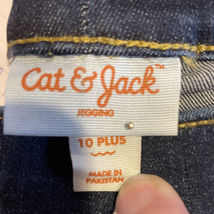 Cat & Jack™
JEGGING
10 PLUS
MADE IN
PAKISTAN